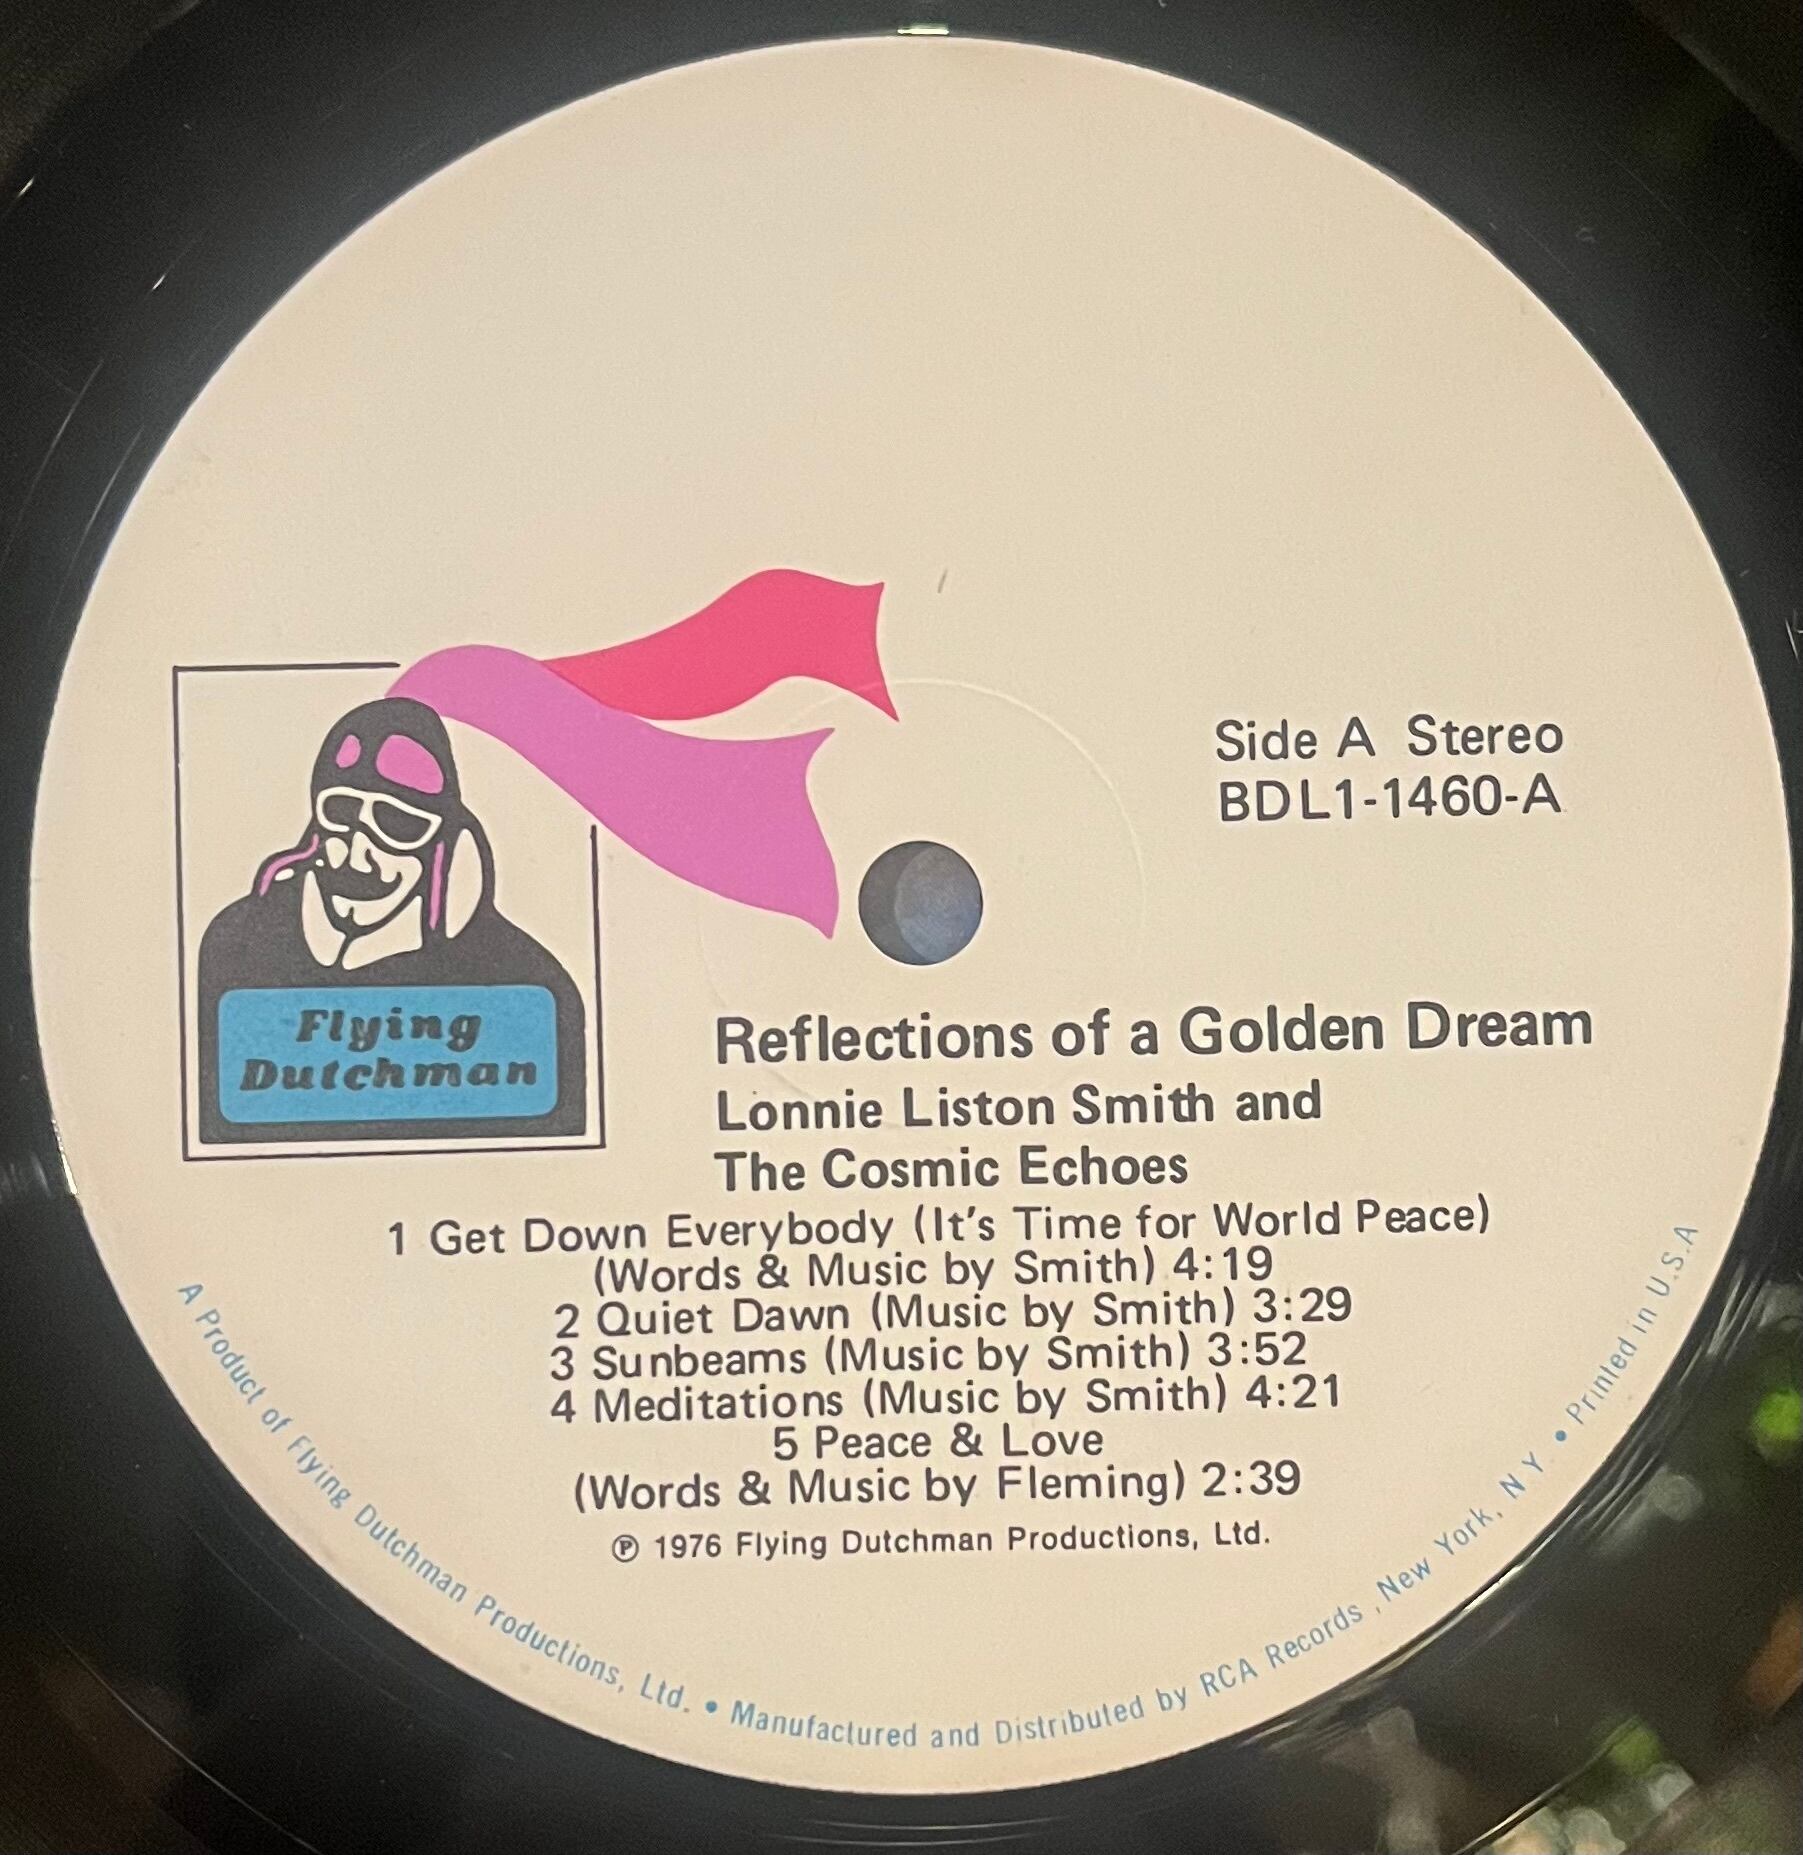 Side A Stereo
BDL1-1460-A
Flying
Dutchman
Reflections of a Golden Dream
Lonnie Liston Smith and
The Cosmic Echoes
1 Get Down Everybody (It's Time for World Peace)
(Words & Music by Smith) 4:19
2 Quiet Dawn (Music by Smith) 3:29
3 Sunbeams (Music by Smith) 3:52
4 Meditations (Music by Smith) 4:21
5 Peace & Love
(Words & Music by Fleming) 2:39
℗ 1976 Flying Dutchman Productions, Ltd.
A Product of Flying Dutchman Productions, Ltd. • Manufactured and Distributed by RCA Records, New York, N Y. • Printed in U.S.A